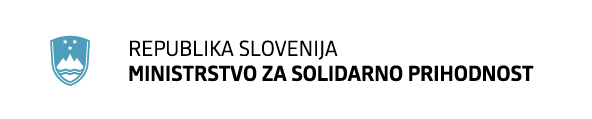 REPUBLIKA SLOVENIJA
MINISTRSTVO ZA SOLIDARNO PRIHODNOST